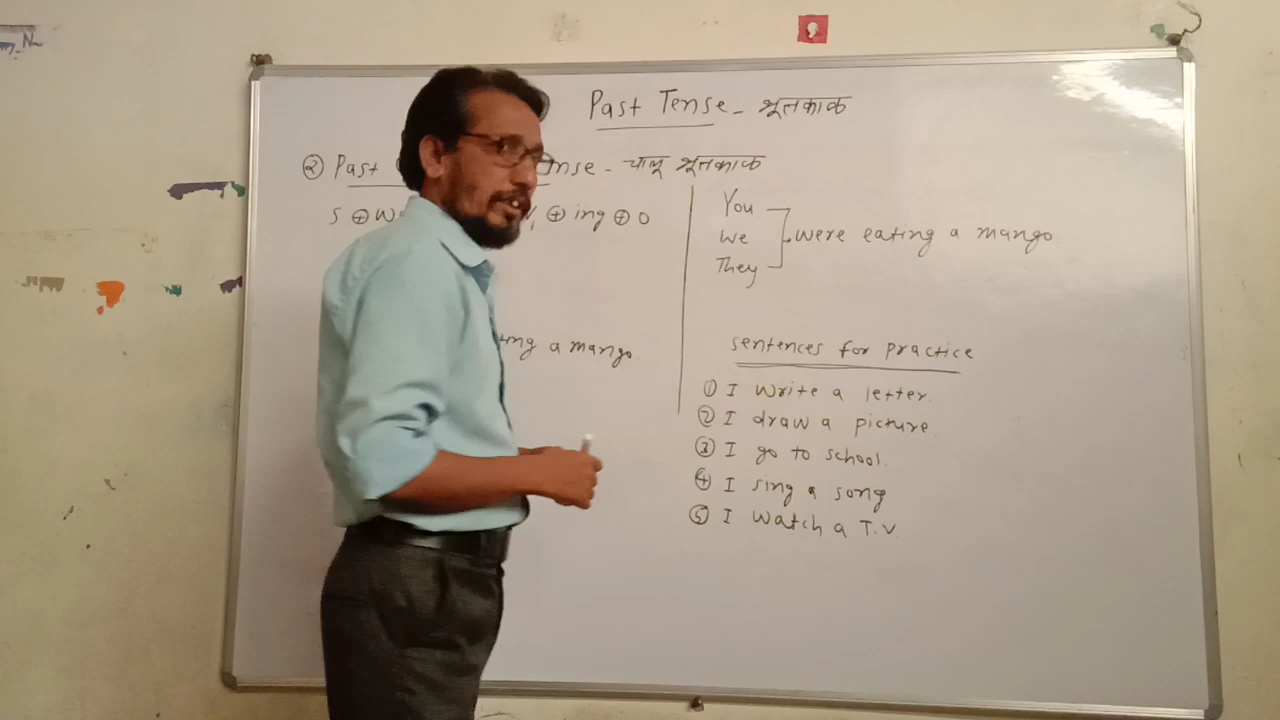 Past Tense - भूतकाळ
② Past nse - चालू भूतकाळ
S ⊕ ⊕ ing ⊕ O
ting a mango.
You
We
They
were eating a mango
sentences for practice
① I write a letter.
② I draw a picture.
③ I go to school.
④ I sing a song
⑤ I watch a T.V.